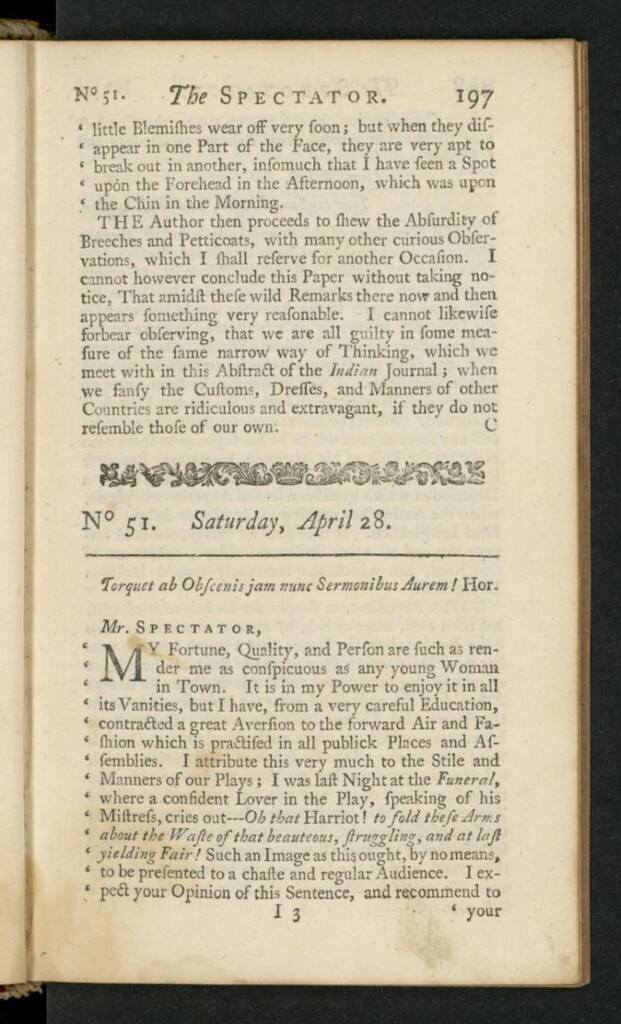 Nº 51. The SPECTATOR. 197
‘ little Blemiſhes wear off very ſoon; but when they diſ-
‘ appear in one Part of the Face, they are very apt to
‘ break out in another, inſomuch that I have ſeen a Spot
‘ upon the Forehead in the Afternoon, which was upon
‘ the Chin in the Morning.
THE Author then proceeds to ſhew the Abſurdity of
Breeches and Petticoats, with many other curious Obſer-
vations, which I ſhall reſerve for another Occaſion. I
cannot however conclude this Paper without taking no-
tice, That amidſt theſe wild Remarks there now and then
appears ſomething very reaſonable. I cannot likewiſe
forbear obſerving, that we are all guilty in ſome mea-
ſure of the ſame narrow way of Thinking, which we
meet with in this Abſtract of the Indian Journal; when
we fanſy the Cuſtoms, Dreſſes, and Manners of other
Countries are ridiculous and extravagant, if they do not
reſemble thoſe of our own. C
Nº 51. Saturday, April 28.
Torquet ab Obſcenis jam nunc Sermonibus Aurem! Hor.
Mr. SPECTATOR,
‘ MY Fortune, Quality, and Perſon are ſuch as ren-
‘ der me as conſpicuous as any young Woman
‘ in Town. It is in my Power to enjoy it in all
‘ its Vanities, but I have, from a very careful Education,
‘ contracted a great Averſion to the forward Air and Fa-
‘ ſhion which is practiſed in all publick Places and Aſ-
‘ ſemblies. I attribute this very much to the Stile and
‘ Manners of our Plays; I was laſt Night at the Funeral,
‘ where a confident Lover in the Play, ſpeaking of his
‘ Miſtreſs, cries out---Oh that Harriot! to fold theſe Arms
‘ about the Waſte of that beauteous, ſtruggling, and at laſt
‘ yielding Fair! Such an Image as this ought, by no means,
‘ to be preſented to a chaſte and regular Audience. I ex-
‘ pect your Opinion of this Sentence, and recommend to
I 3 ‘ your